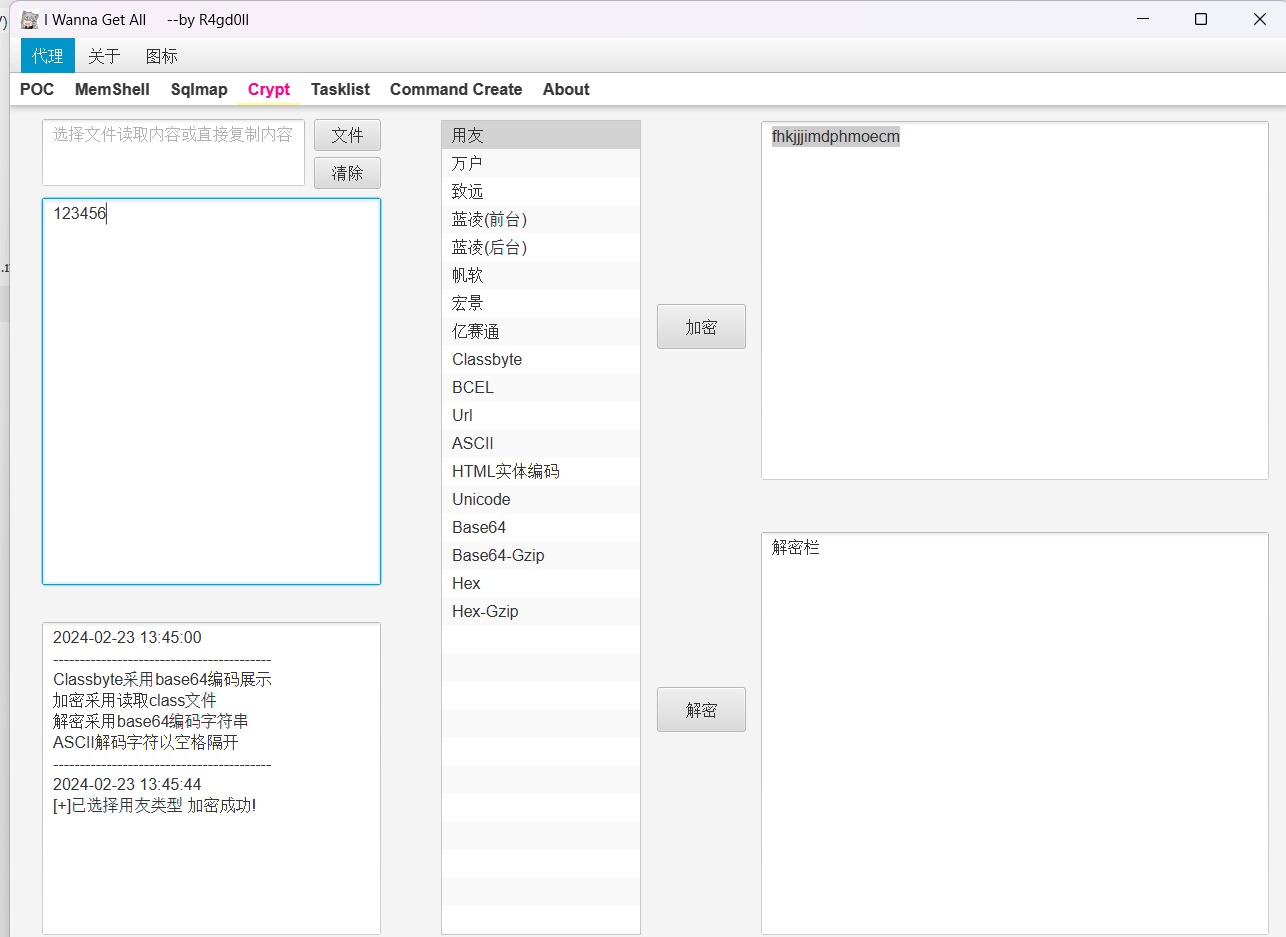 I Wanna Get All --by R4gd0ll
代理 关于 图标
POC MemShell Sqlmap Crypt Tasklist Command Create About
选择文件读取内容或直接复制内容
文件
清除
123456
2024-02-23 13:45:00
-----------------------------------------
Classbyte采用base64编码展示
加密采用读取class文件
解密采用base64编码字符串
ASCII解码字符以空格隔开
-----------------------------------------
2024-02-23 13:45:44
[+]已选择用友类型 加密成功!
用友
万户
致远
蓝凌(前台)
蓝凌(后台)
帆软
宏景
亿赛通
Classbyte
BCEL
Url
ASCII
HTML实体编码
Unicode
Base64
Base64-Gzip
Hex
Hex-Gzip
加密
解密
fhkjjjimdphmoecm
解密栏